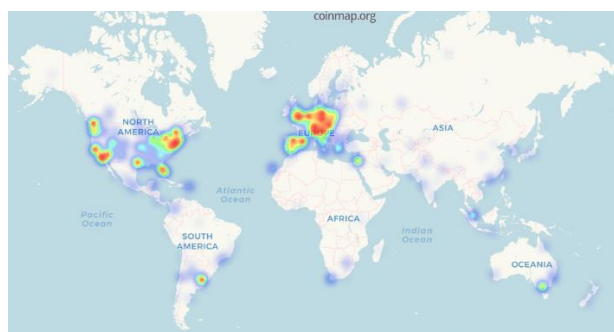 coinmap.org
NORTH
AMERICA
EUROPE
ASIA
Atlantic
Ocean
Pacific
Ocean
AFRICA
Indian
Ocean
SOUTH
AMERICA
OCEANIA